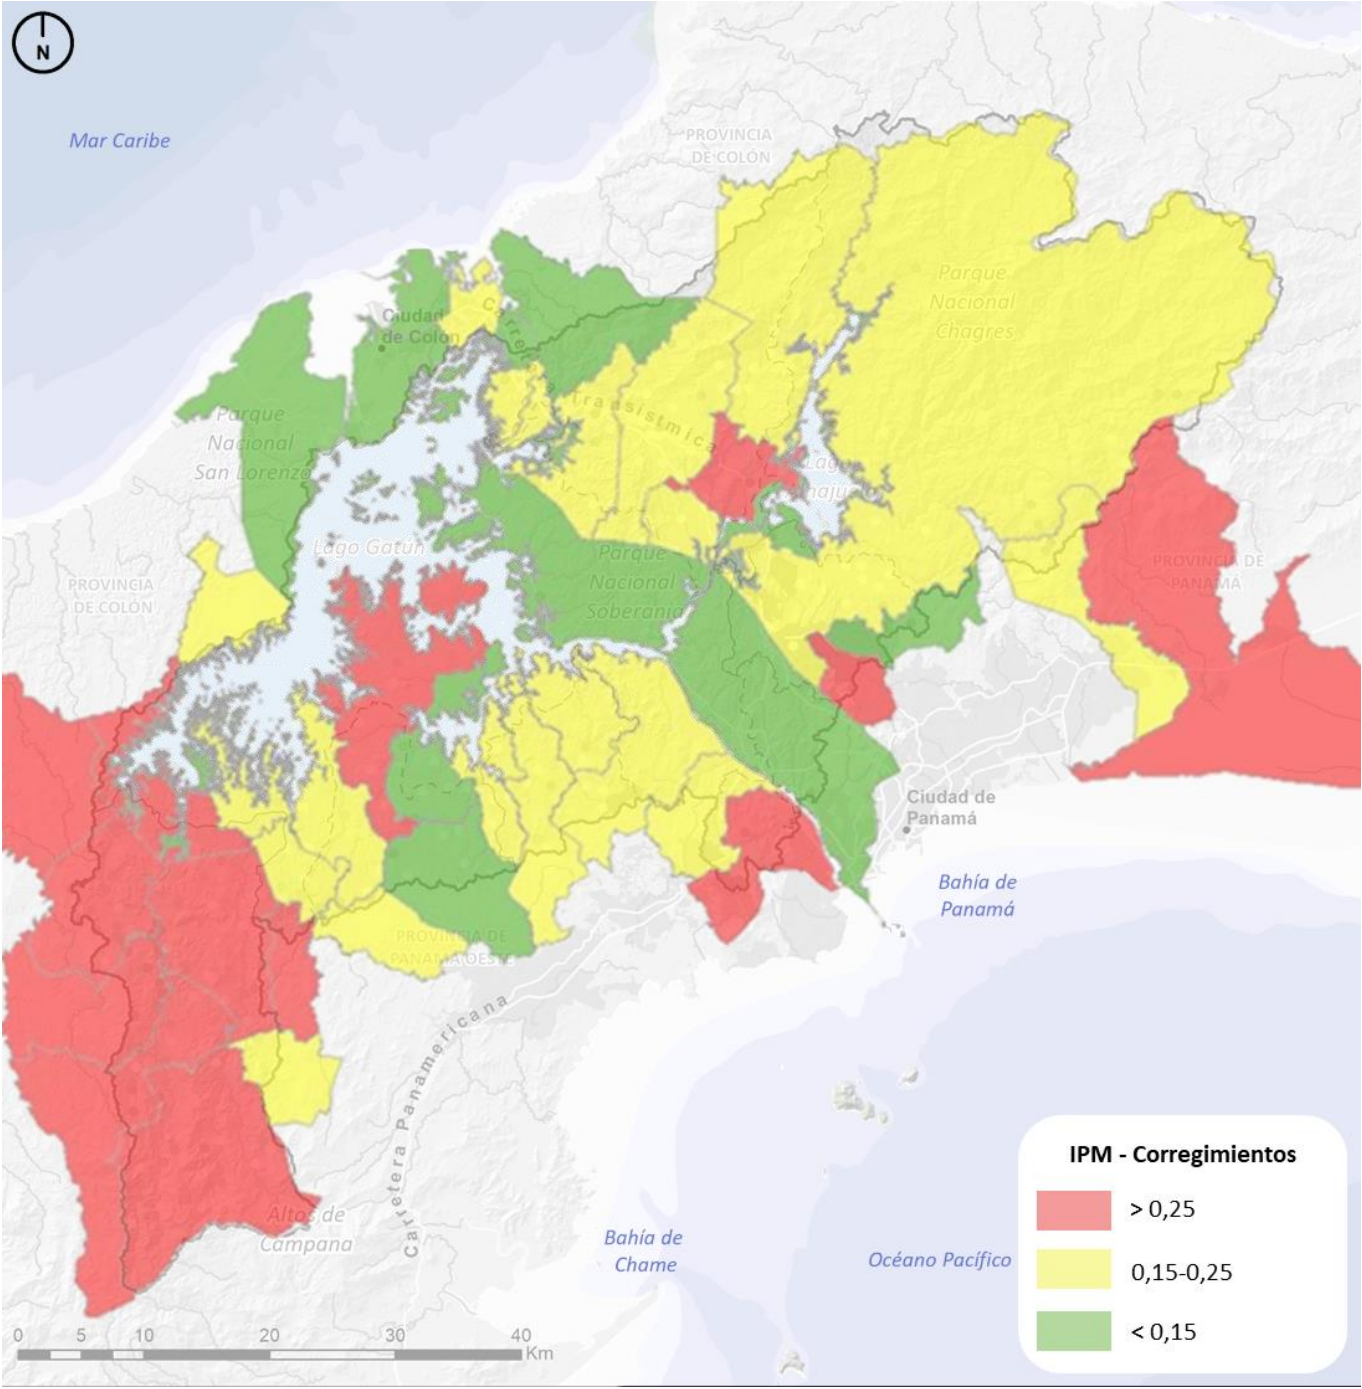 N
Mar Caribe
PROVINCIA
DE COLÓN
Parque
Nacional
Chagres
Ciudad
de Colón
Carretera
Transístmica
Parque
Nacional
San Lorenzo
Lago
Lago Gatún
Parque
Nacional
Soberanía
PROVINCIA
DE COLÓN
PROVINCIA DE
PANAMÁ
Ciudad de
Panamá
Bahía de
Panamá
PROVINCIA DE
PANAMÁ OESTE
Carretera Panamericana
Altos de
Campana
Bahía de
Chame
Océano Pacífico
IPM - Corregimientos
> 0,25
0,15-0,25
< 0,15
0 5 10 20 30 40
Km